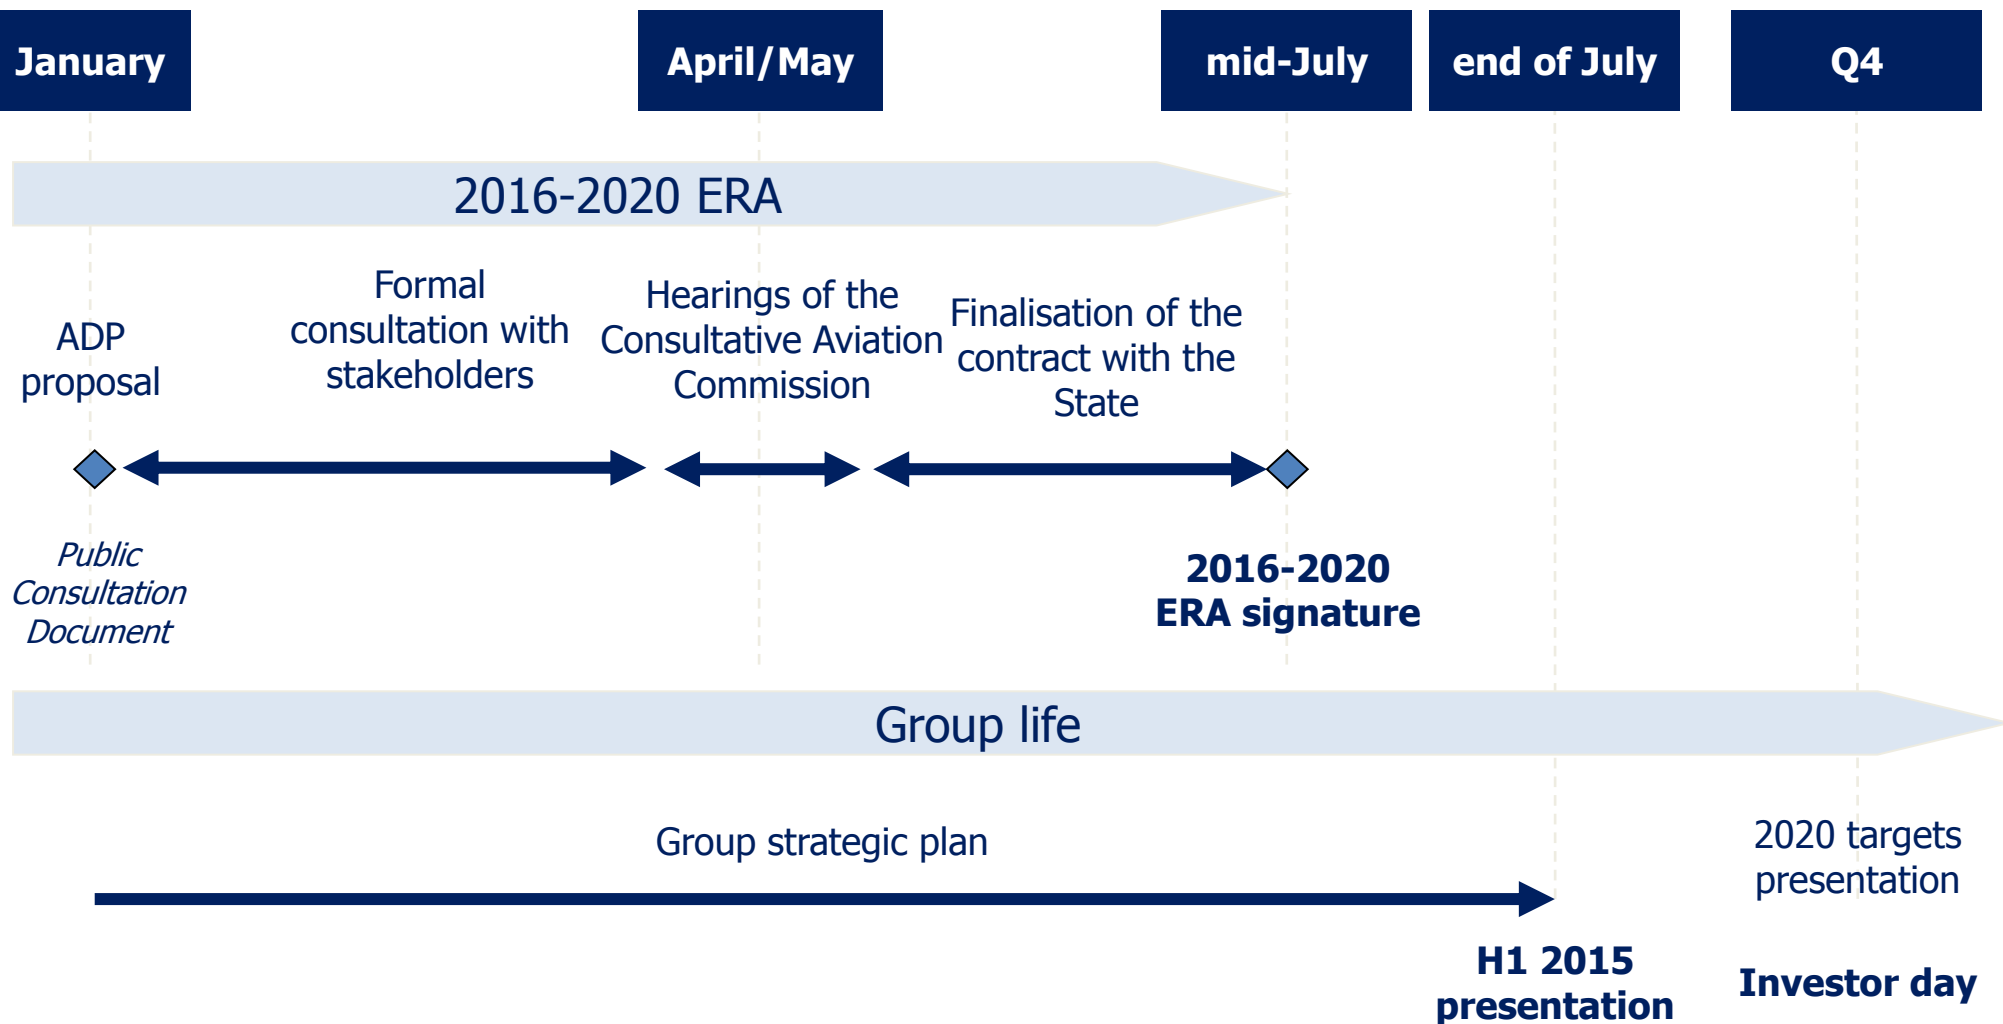 January
April/May
mid-July
end of July
Q4
2016-2020 ERA
ADP
proposal
Formal
consultation with
stakeholders
Hearings of the
Consultative Aviation
Commission
Finalisation of the
contract with the
State
Public
Consultation
Document
2016-2020
ERA signature
Group life
Group strategic plan
2020 targets
presentation
H1 2015
presentation
Investor day